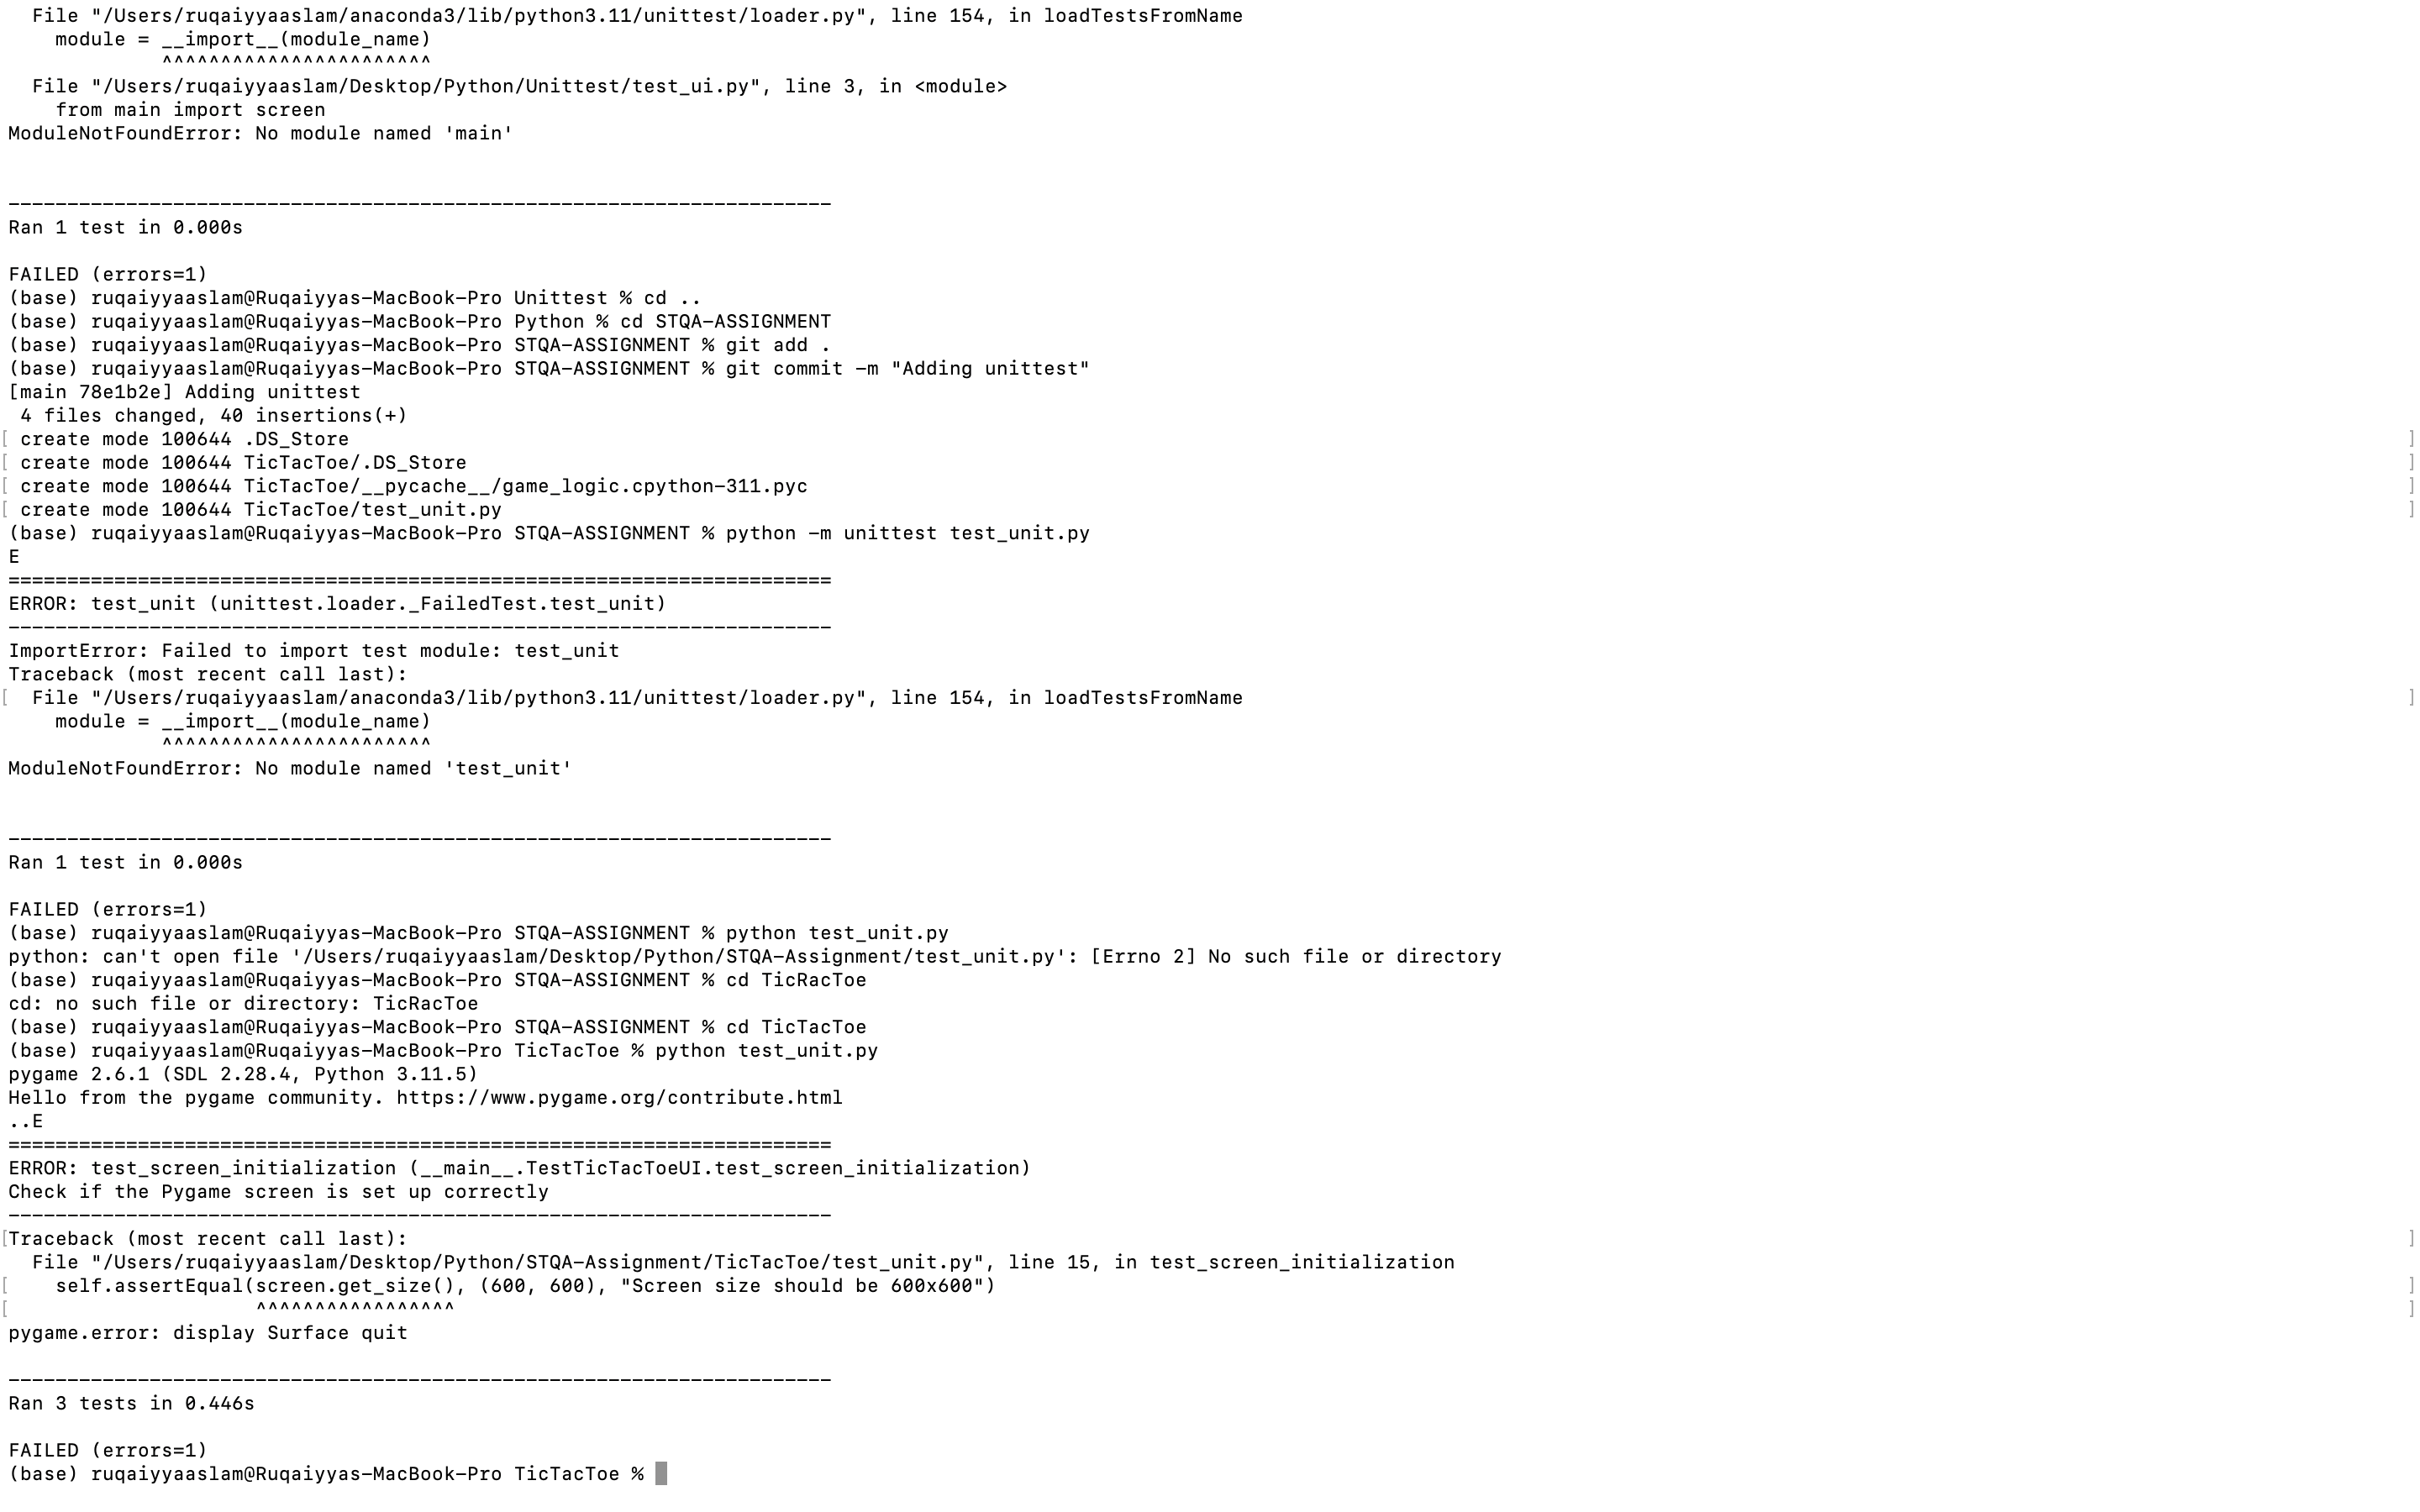 File "/Users/ruqaiyyaaslam/anaconda3/lib/python3.11/unittest/loader.py", line 154, in loadTestsFromName
    module = __import__(module_name)
             ^^^^^^^^^^^^^^^^^^^^^^^
  File "/Users/ruqaiyyaaslam/Desktop/Python/Unittest/test_ui.py", line 3, in <module>
    from main import screen
ModuleNotFoundError: No module named 'main'


----------------------------------------------------------------------
Ran 1 test in 0.000s

FAILED (errors=1)
(base) ruqaiyyaaslam@Ruqaiyyas-MacBook-Pro Unittest % cd ..
(base) ruqaiyyaaslam@Ruqaiyyas-MacBook-Pro Python % cd STQA-ASSIGNMENT
(base) ruqaiyyaaslam@Ruqaiyyas-MacBook-Pro STQA-ASSIGNMENT % git add .
(base) ruqaiyyaaslam@Ruqaiyyas-MacBook-Pro STQA-ASSIGNMENT % git commit -m "Adding unittest"
[main 78e1b2e] Adding unittest
 4 files changed, 40 insertions(+)
[ create mode 100644 .DS_Store ]
[ create mode 100644 TicTacToe/.DS_Store ]
[ create mode 100644 TicTacToe/__pycache__/game_logic.cpython-311.pyc ]
[ create mode 100644 TicTacToe/test_unit.py ]
(base) ruqaiyyaaslam@Ruqaiyyas-MacBook-Pro STQA-ASSIGNMENT % python -m unittest test_unit.py
E
======================================================================
ERROR: test_unit (unittest.loader._FailedTest.test_unit)
----------------------------------------------------------------------
ImportError: Failed to import test module: test_unit
Traceback (most recent call last):
[  File "/Users/ruqaiyyaaslam/anaconda3/lib/python3.11/unittest/loader.py", line 154, in loadTestsFromName ]
    module = __import__(module_name)
             ^^^^^^^^^^^^^^^^^^^^^^^
ModuleNotFoundError: No module named 'test_unit'


----------------------------------------------------------------------
Ran 1 test in 0.000s

FAILED (errors=1)
(base) ruqaiyyaaslam@Ruqaiyyas-MacBook-Pro STQA-ASSIGNMENT % python test_unit.py
python: can't open file '/Users/ruqaiyyaaslam/Desktop/Python/STQA-Assignment/test_unit.py': [Errno 2] No such file or directory
(base) ruqaiyyaaslam@Ruqaiyyas-MacBook-Pro STQA-ASSIGNMENT % cd TicRacToe
cd: no such file or directory: TicRacToe
(base) ruqaiyyaaslam@Ruqaiyyas-MacBook-Pro STQA-ASSIGNMENT % cd TicTacToe
(base) ruqaiyyaaslam@Ruqaiyyas-MacBook-Pro TicTacToe % python test_unit.py
pygame 2.6.1 (SDL 2.28.4, Python 3.11.5)
Hello from the pygame community. https://www.pygame.org/contribute.html
..E
======================================================================
ERROR: test_screen_initialization (__main__.TestTicTacToeUI.test_screen_initialization)
Check if the Pygame screen is set up correctly
----------------------------------------------------------------------
[Traceback (most recent call last): ]
  File "/Users/ruqaiyyaaslam/Desktop/Python/STQA-Assignment/TicTacToe/test_unit.py", line 15, in test_screen_initialization
[    self.assertEqual(screen.get_size(), (600, 600), "Screen size should be 600x600") ]
[                     ^^^^^^^^^^^^^^^^^ ]
pygame.error: display Surface quit

----------------------------------------------------------------------
Ran 3 tests in 0.446s

FAILED (errors=1)
(base) ruqaiyyaaslam@Ruqaiyyas-MacBook-Pro TicTacToe %